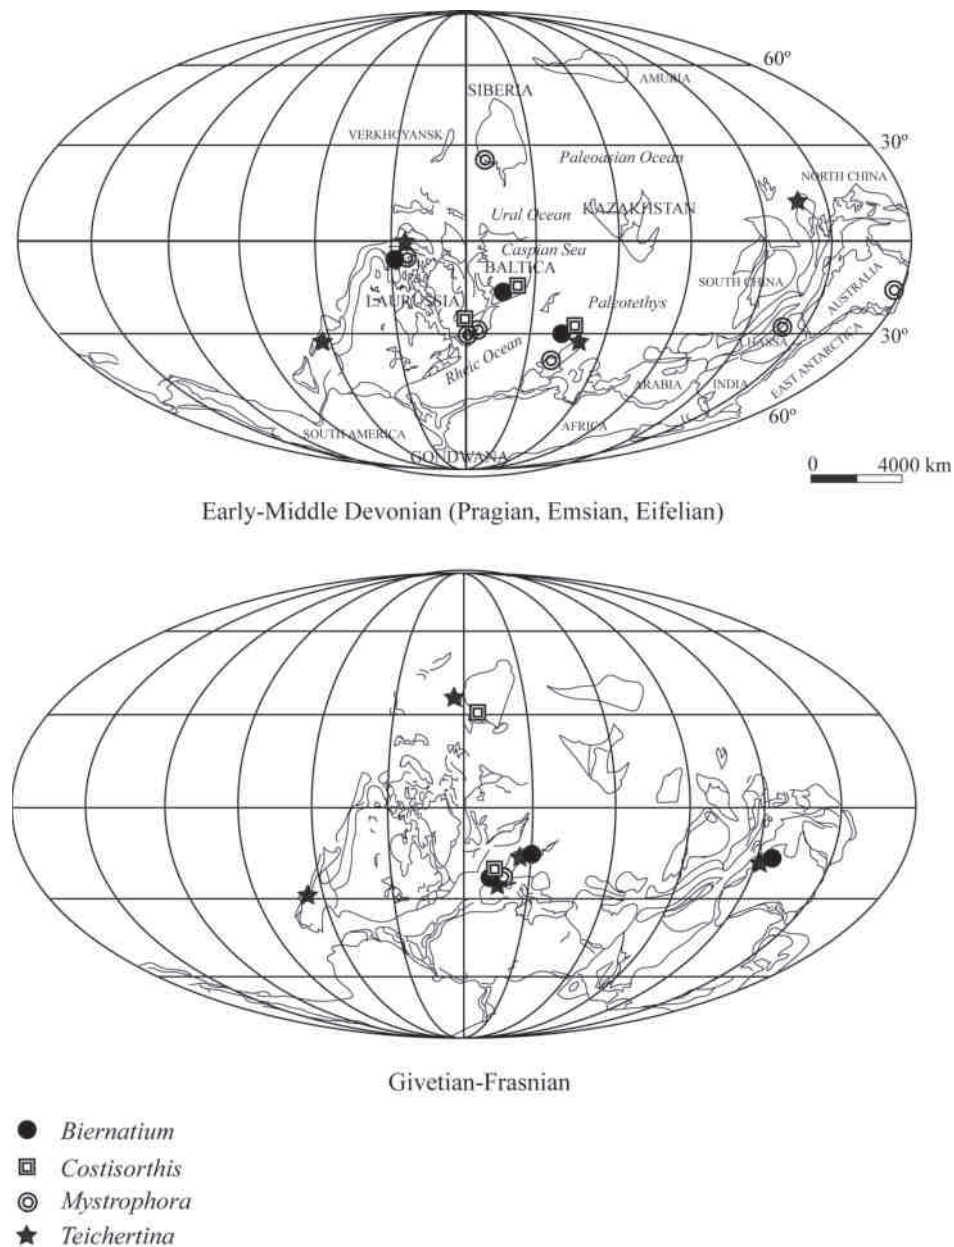 60º
AMURIA
SIBERIA
VERKHOYANSK
30º
Paleoasian Ocean
NORTH CHINA
KAZAKHSTAN
Ural Ocean
Caspian Sea
BALTICA
SOUTH CHINA
AUSTRALIA
LAURUSSIA
Paleotethys
30º
LHASSA
Rheic Ocean
EAST ANTARCTICA
ARABIA
INDIA
60º
AFRICA
SOUTH AMERICA
GONDWANA
0 4000 km
Early-Middle Devonian (Pragian, Emsian, Eifelian)
Givetian-Frasnian
Biernatium
Costisorthis
Mystrophora
Teichertina